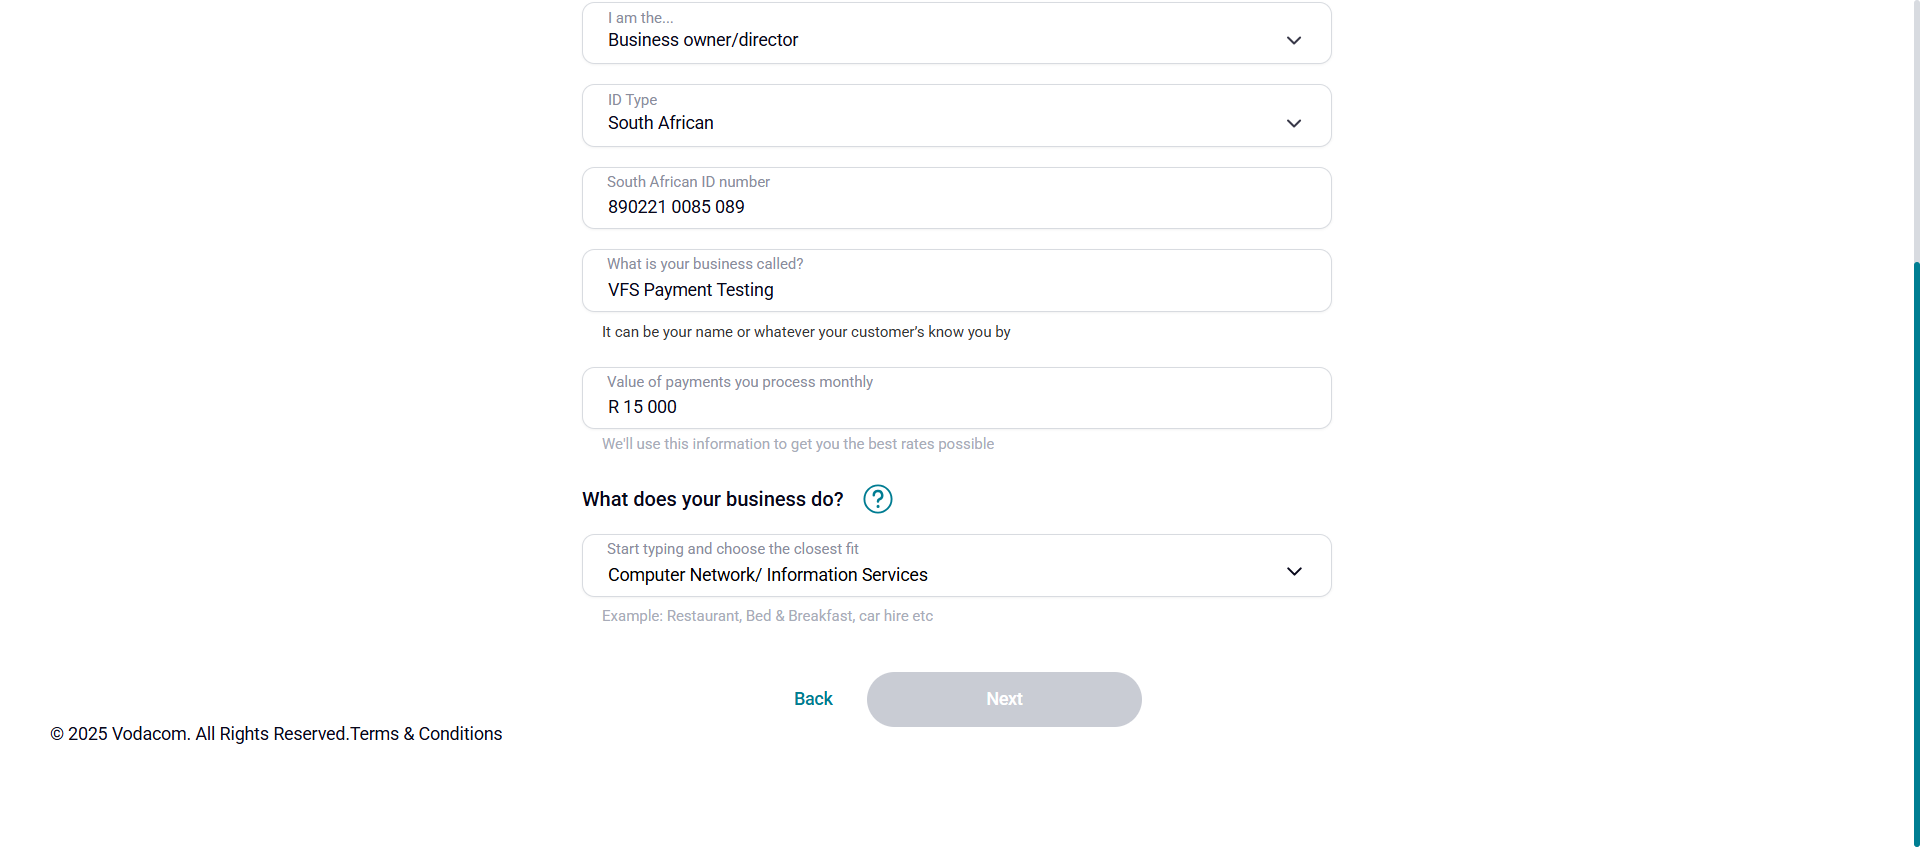 I am the...
Business owner/director
ID Type
South African
South African ID number
890221 0085 089
What is your business called?
VFS Payment Testing
It can be your name or whatever your customer’s know you by
Value of payments you process monthly
R 15 000
We'll use this information to get you the best rates possible
What does your business do? ?
Start typing and choose the closest fit
Computer Network/ Information Services
Example: Restaurant, Bed & Breakfast, car hire etc
Back Next
© 2025 Vodacom. All Rights Reserved.Terms & Conditions